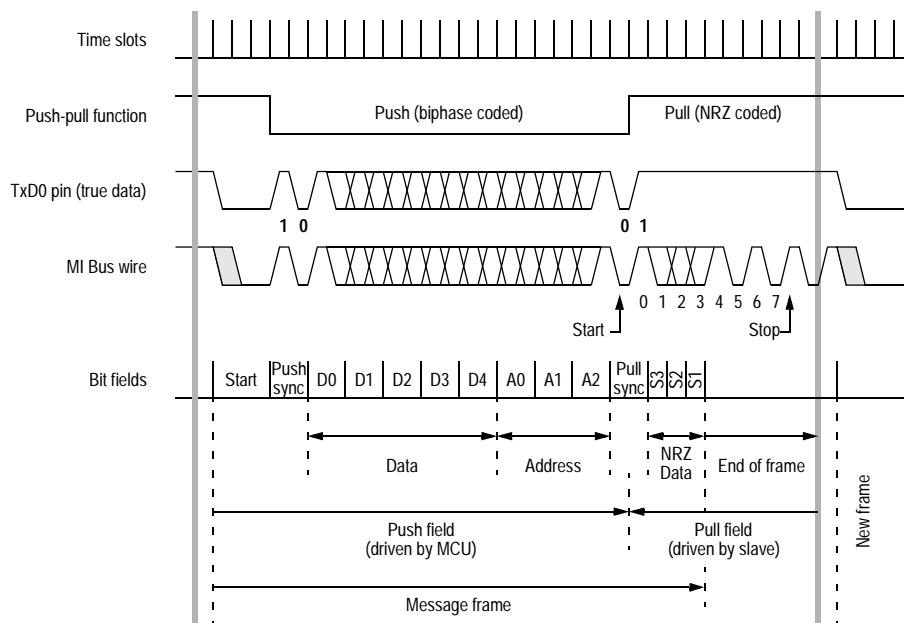 Time slots
Push-pull function
Push (biphase coded)
Pull (NRZ coded)
TxD0 pin (true data)
1 0
0 1
MI Bus wire
0 1 2 3 4 5 6 7
Start
Stop
Bit fields
Start
Push
sync
D0
D1
D2
D3
D4
A0
A1
A2
Pull
sync
S3
S2
S1
Data
Address
NRZ
Data
End of frame
Push field
(driven by MCU)
Pull field
(driven by slave)
New frame
Message frame